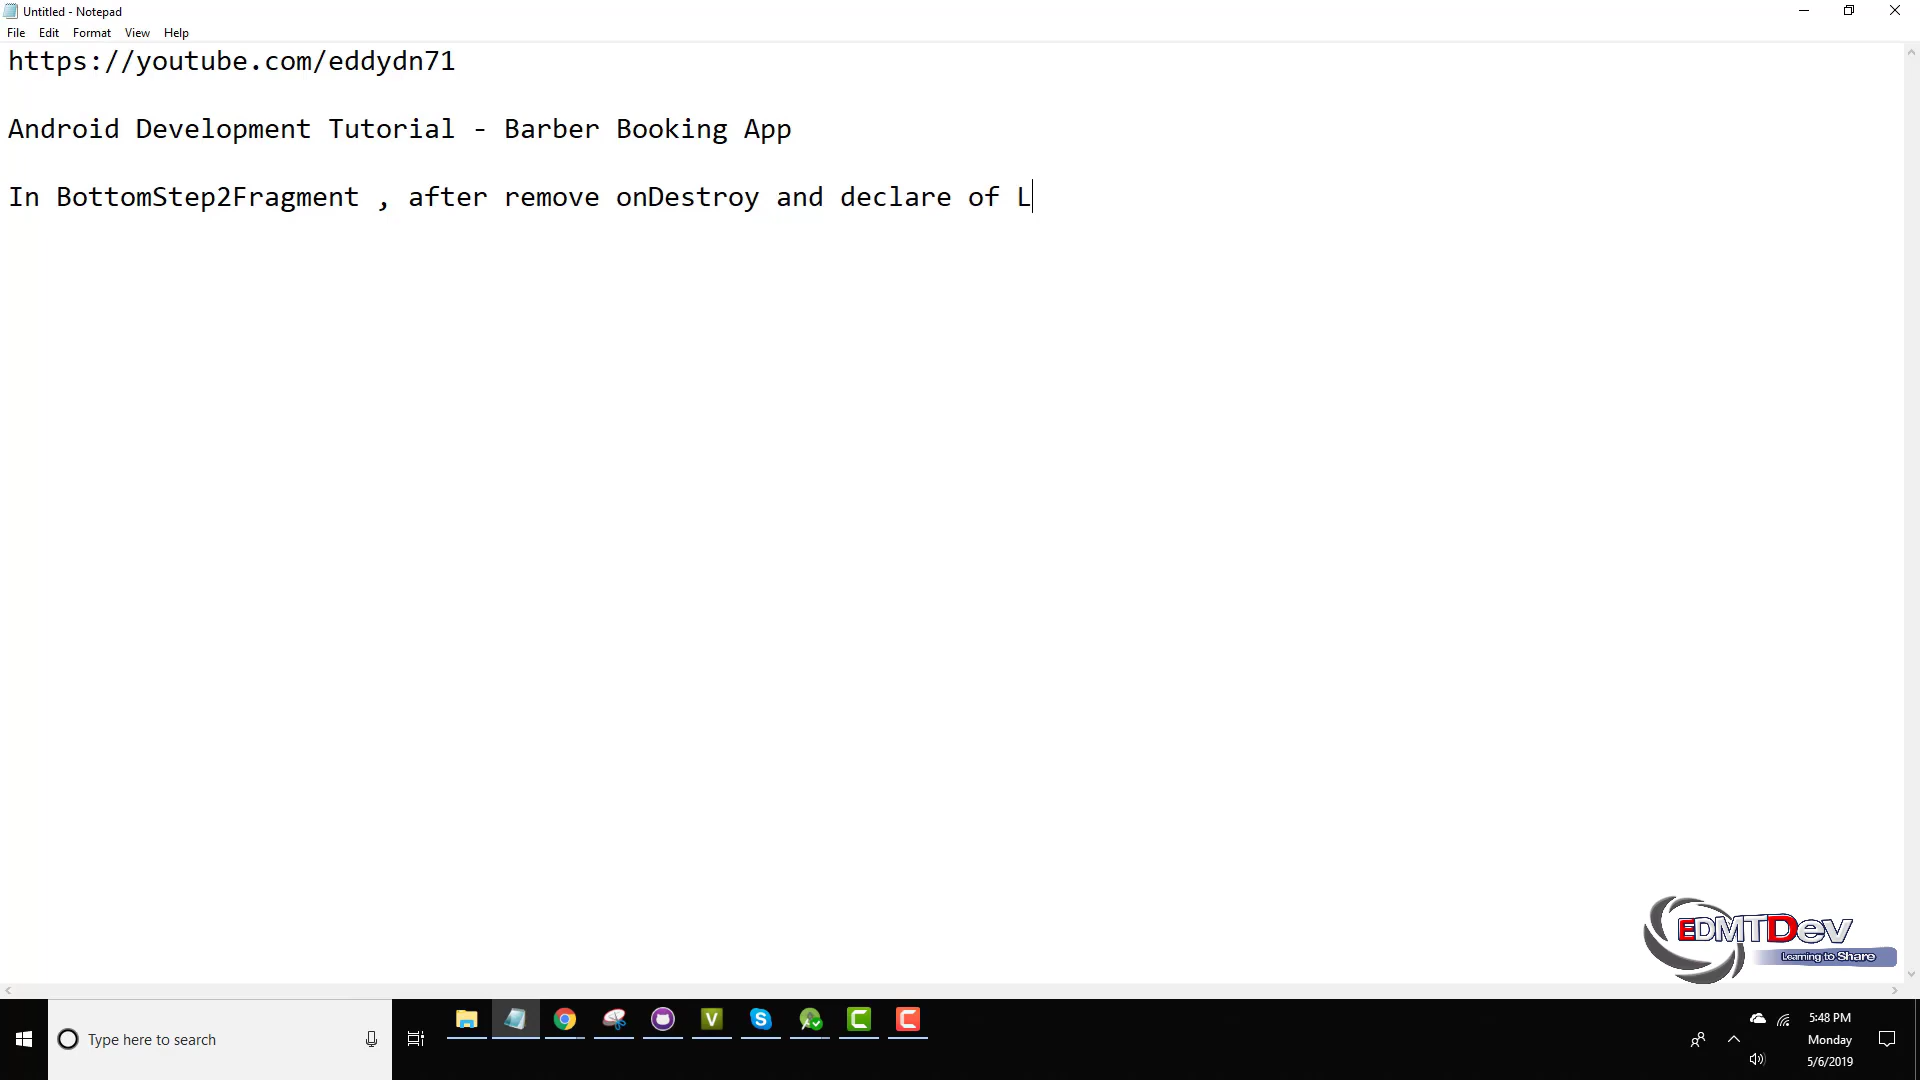 Untitled - Notepad
File Edit Format View Help
https://youtube.com/eddydn71
Android Development Tutorial - Barber Booking App
In BottomStep2Fragment , after remove onDestroy and declare of L
EDMTDev
Learning to Share
Type here to search
5:48 PM
Monday
5/6/2019